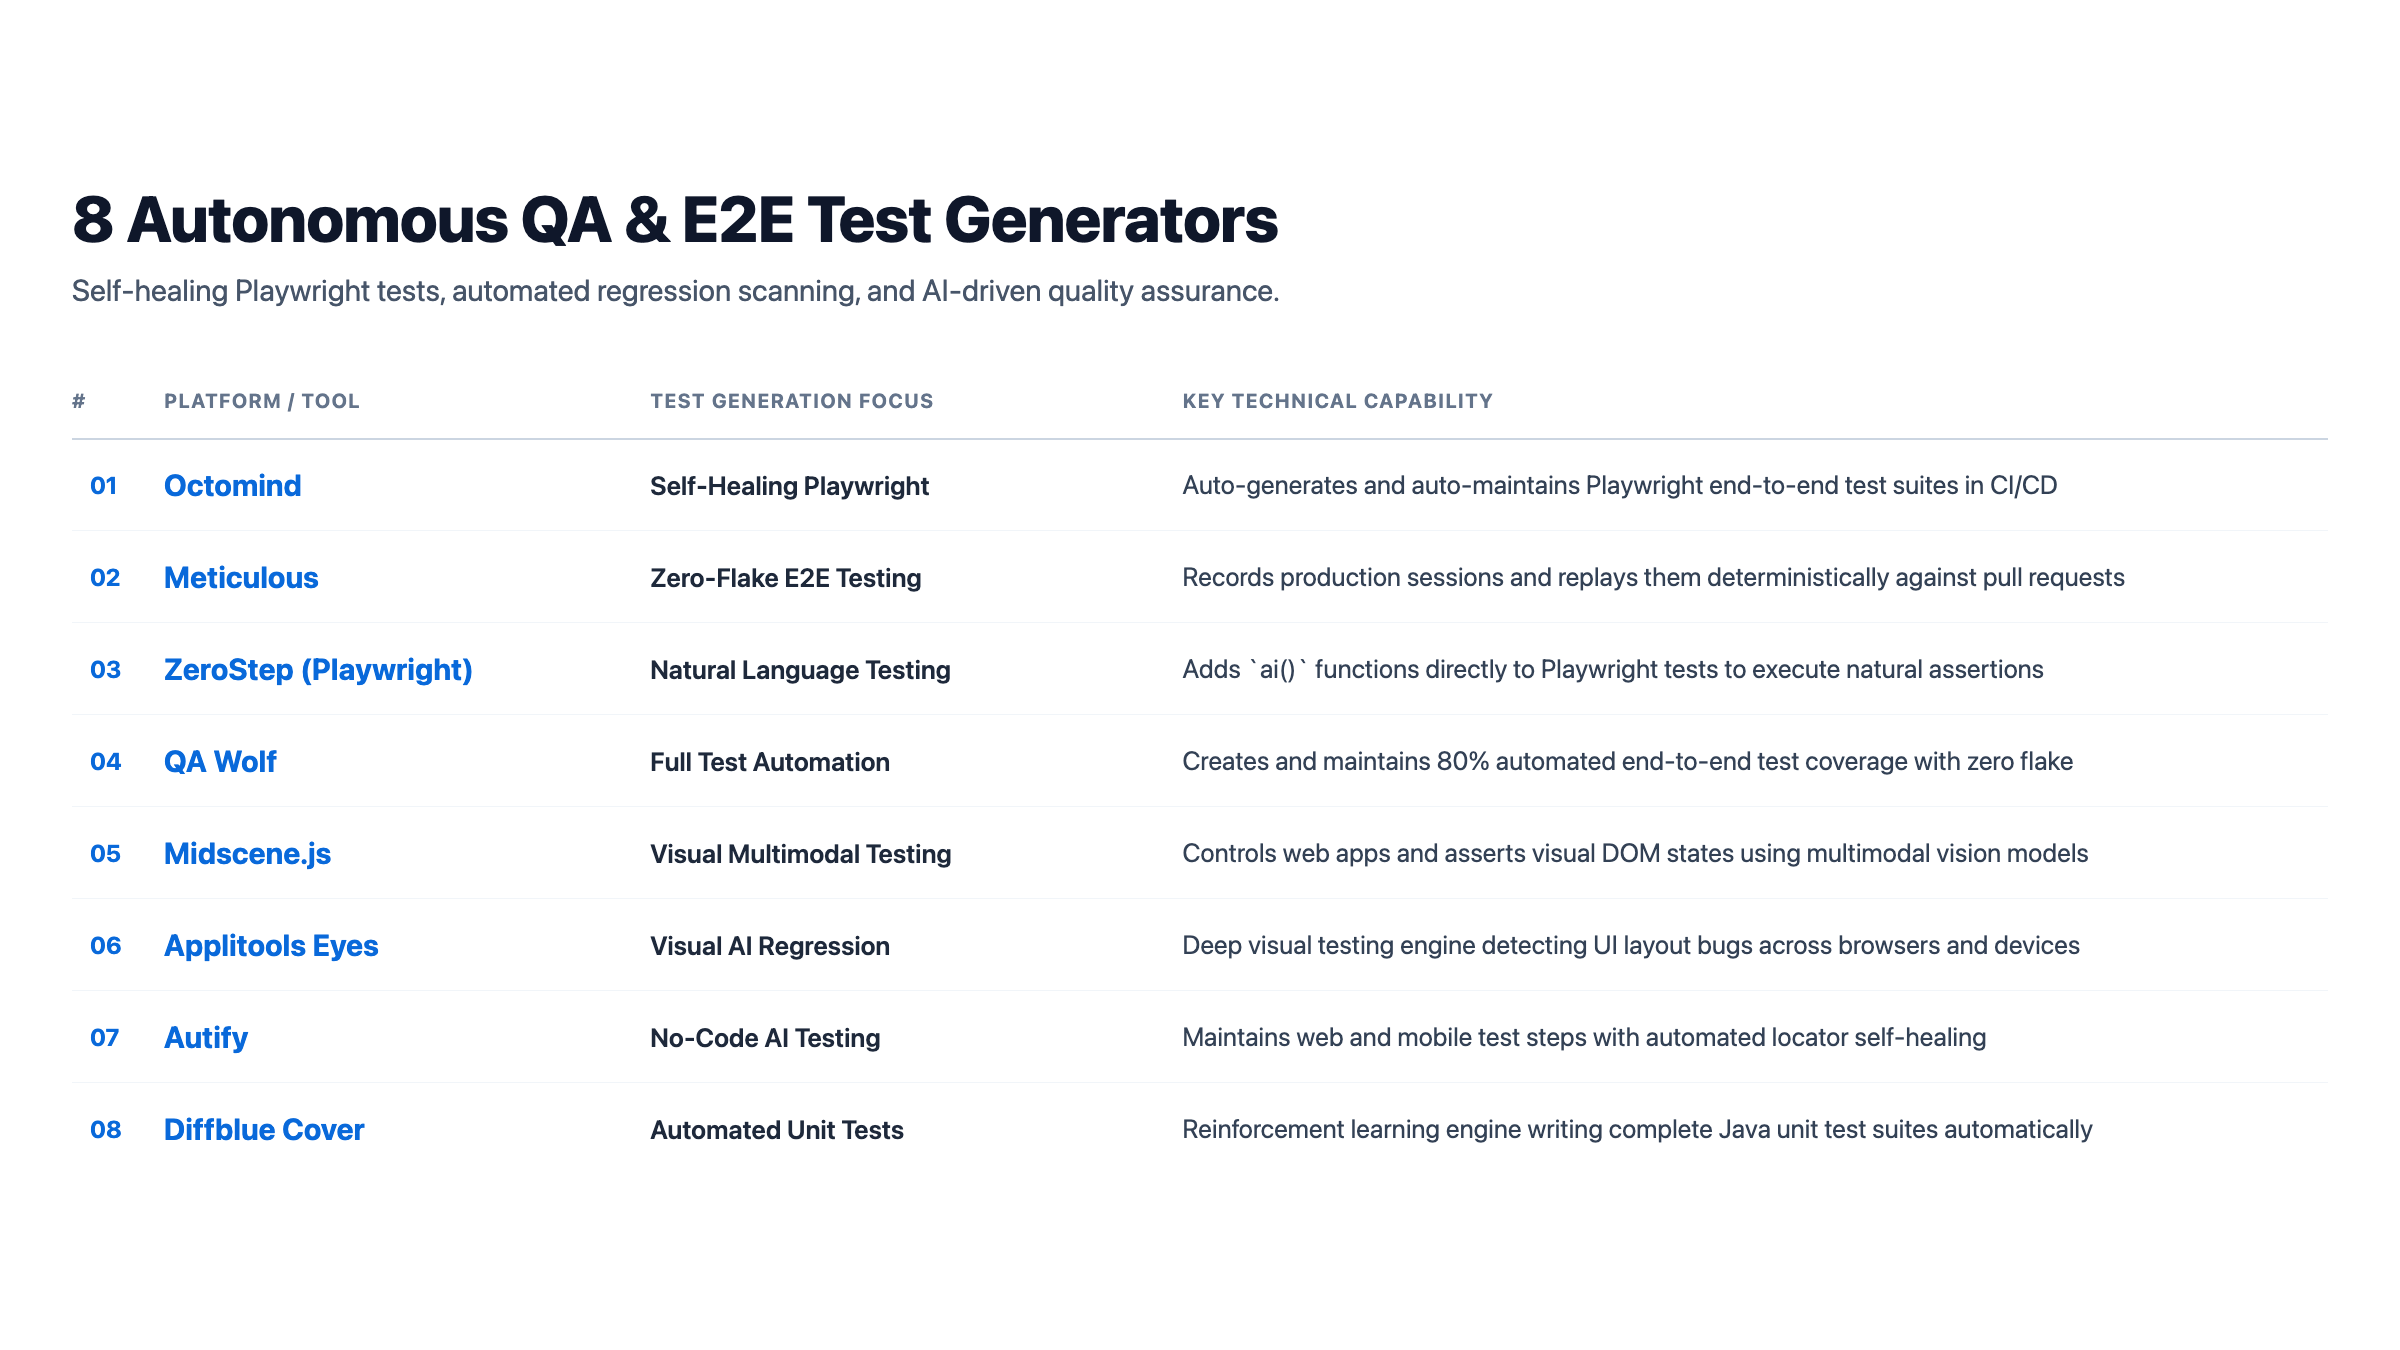 8 Autonomous QA & E2E Test Generators
Self-healing Playwright tests, automated regression scanning, and AI-driven quality assurance.
# PLATFORM / TOOL TEST GENERATION FOCUS KEY TECHNICAL CAPABILITY
01 Octomind Self-Healing Playwright Auto-generates and auto-maintains Playwright end-to-end test suites in CI/CD
02 Meticulous Zero-Flake E2E Testing Records production sessions and replays them deterministically against pull requests
03 ZeroStep (Playwright) Natural Language Testing Adds `ai()` functions directly to Playwright tests to execute natural assertions
04 QA Wolf Full Test Automation Creates and maintains 80% automated end-to-end test coverage with zero flake
05 Midscene.js Visual Multimodal Testing Controls web apps and asserts visual DOM states using multimodal vision models
06 Applitools Eyes Visual AI Regression Deep visual testing engine detecting UI layout bugs across browsers and devices
07 Autify No-Code AI Testing Maintains web and mobile test steps with automated locator self-healing
08 Diffblue Cover Automated Unit Tests Reinforcement learning engine writing complete Java unit test suites automatically